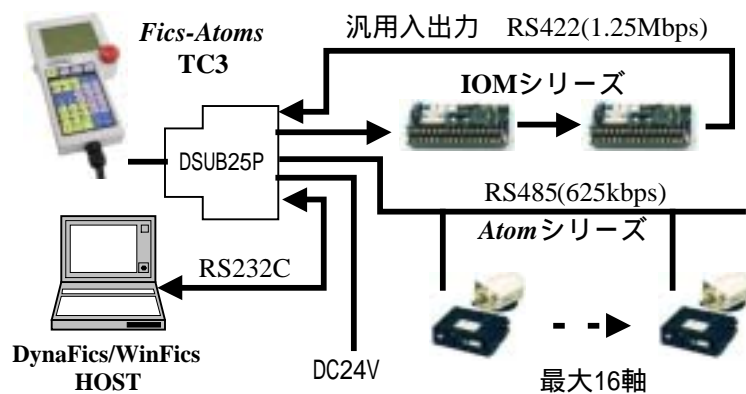 Fics-Atoms
TC3
汎用入出力 RS422(1.25Mbps)
IOMシリーズ
DSUB25P
RS485(625kbps)
Atomシリーズ
RS232C
DynaFics/WinFics
HOST
DC24V
最大16軸